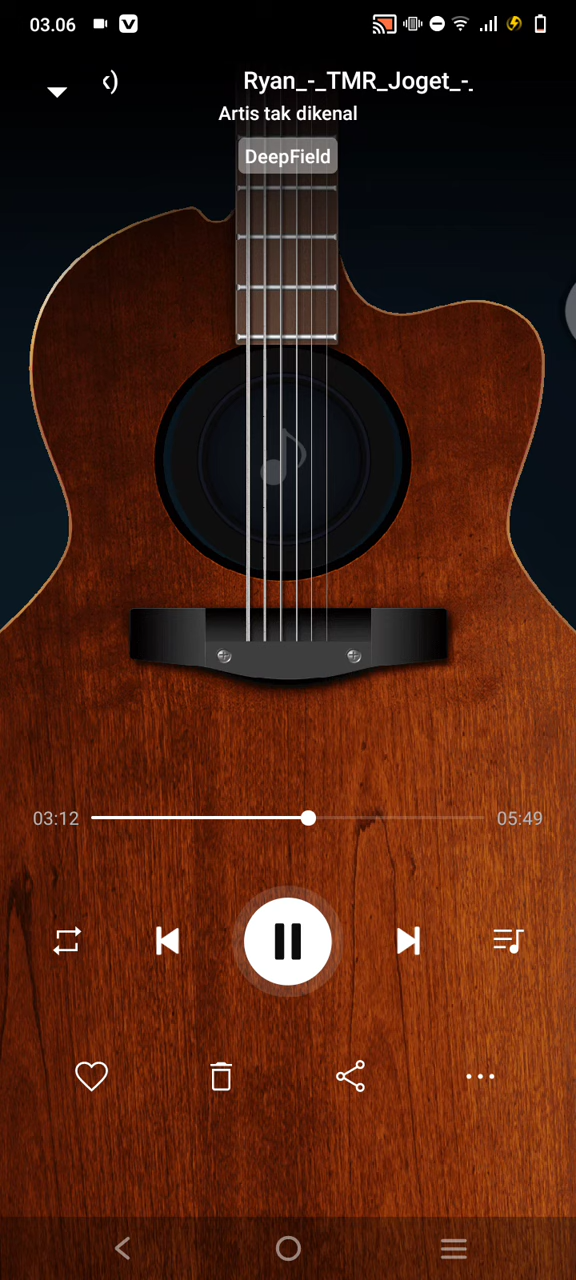 03.06
Ryan_-_TMR_Joget_-_
Artis tak dikenal
DeepField
03:12
05:49